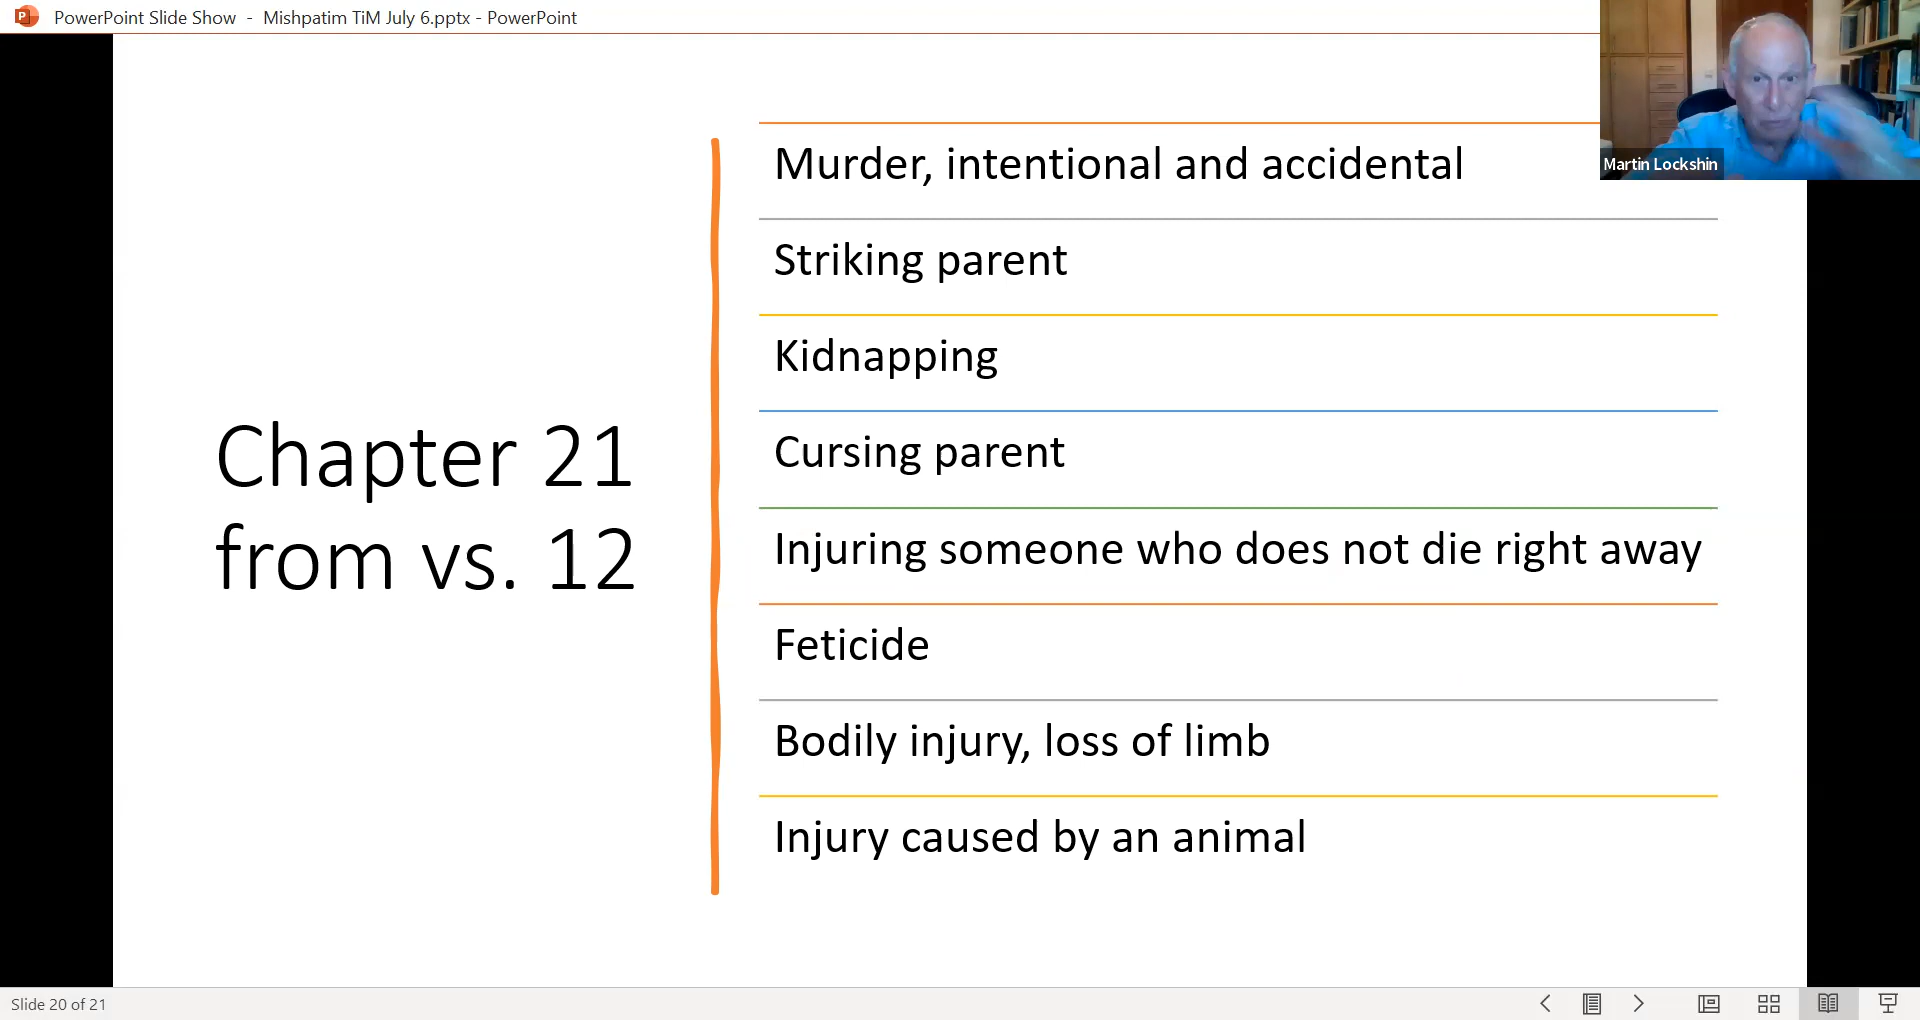 PowerPoint Slide Show - Mishpatim TiM July 6.pptx - PowerPoint
Martin Lockshin
Chapter 21
from vs. 12
Murder, intentional and accidental
Striking parent
Kidnapping
Cursing parent
Injuring someone who does not die right away
Feticide
Bodily injury, loss of limb
Injury caused by an animal
Slide 20 of 21